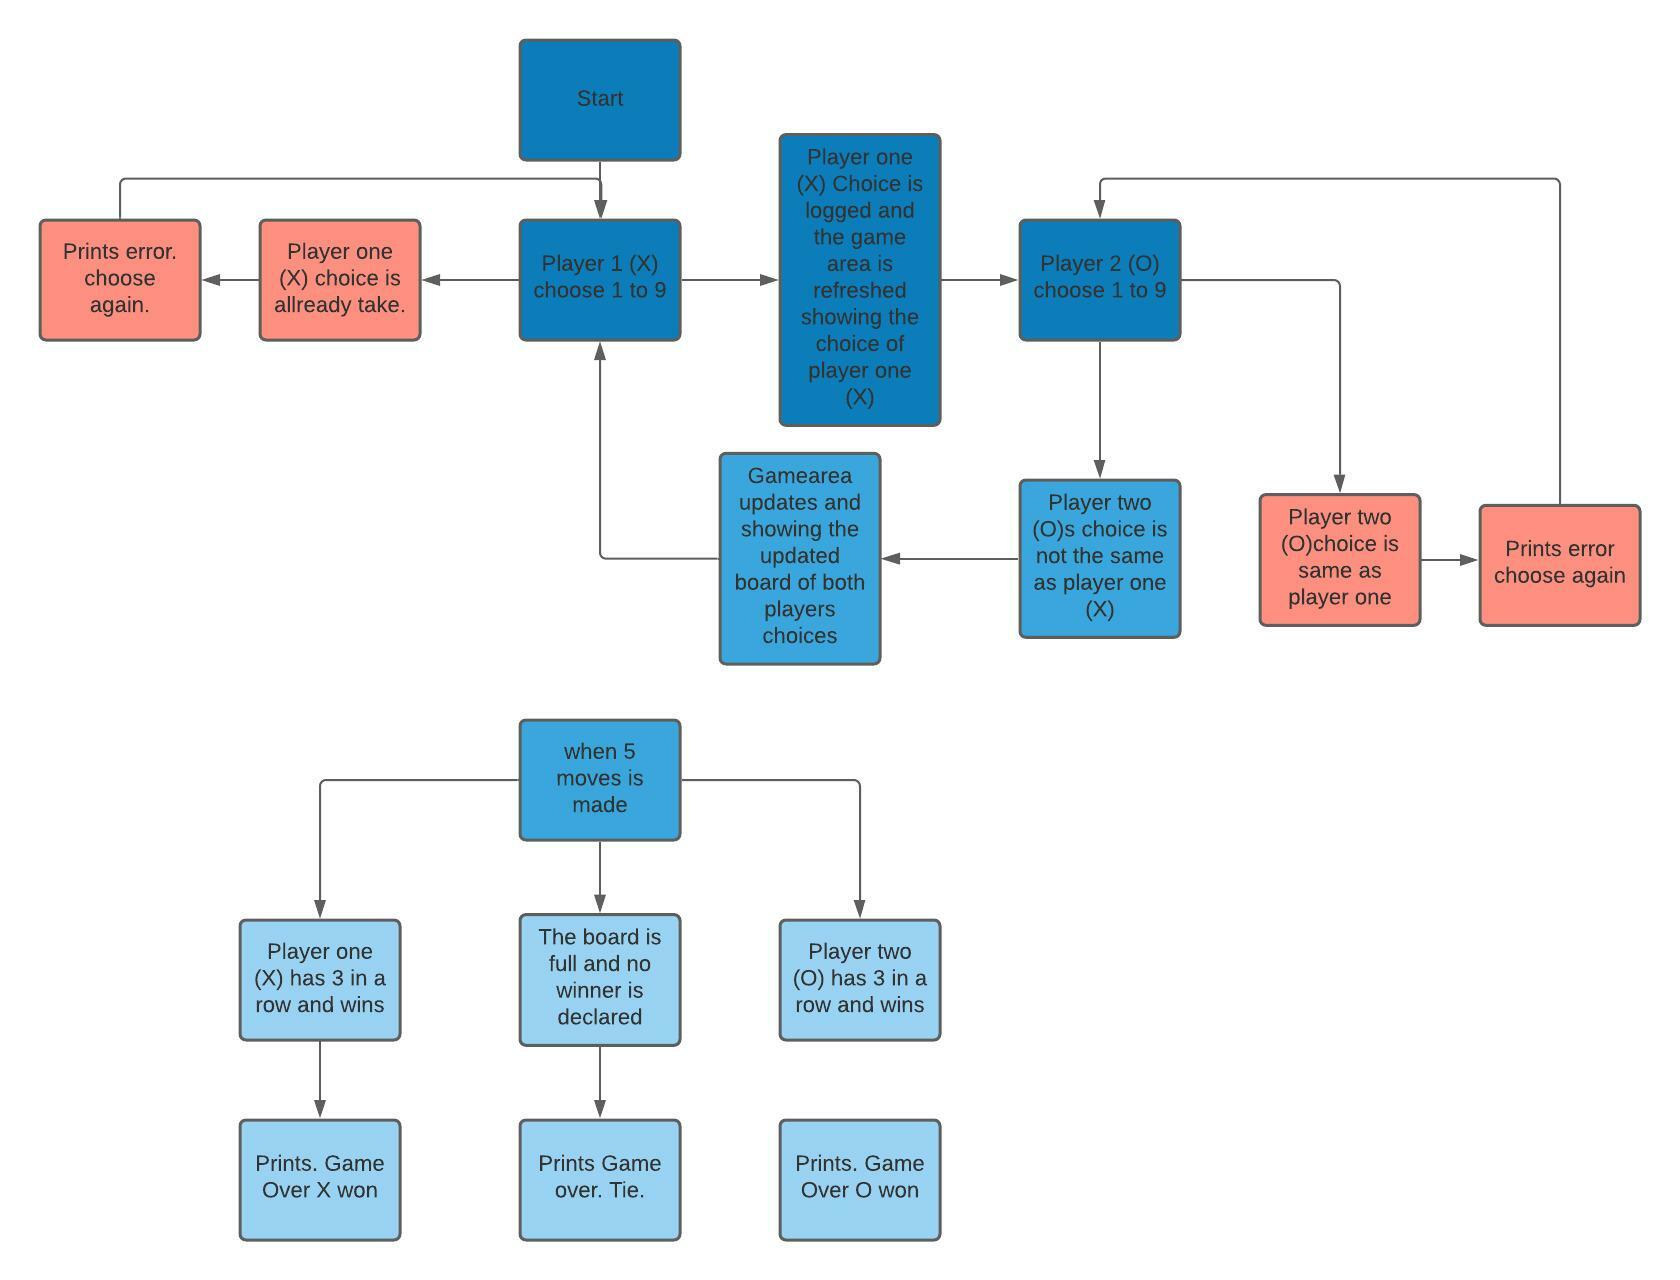 Start
Prints error.
choose
again.
Player one
(X) choice is
allready take.
Player 1 (X)
choose 1 to 9
Player one
(X) Choice is
logged and
the game
area is
refreshed
showing the
choice of
player one
(X)
Player 2 (O)
choose 1 to 9
Gamearea
updates and
showing the
updated
board of both
players
choices
Player two
(O)s choice is
not the same
as player one
(X)
Player two
(O)choice is
same as
player one
Prints error
choose again
when 5
moves is
made
Player one
(X) has 3 in a
row and wins
The board is
full and no
winner is
declared
Player two
(O) has 3 in a
row and wins
Prints. Game
Over X won
Prints Game
over. Tie.
Prints. Game
Over O won